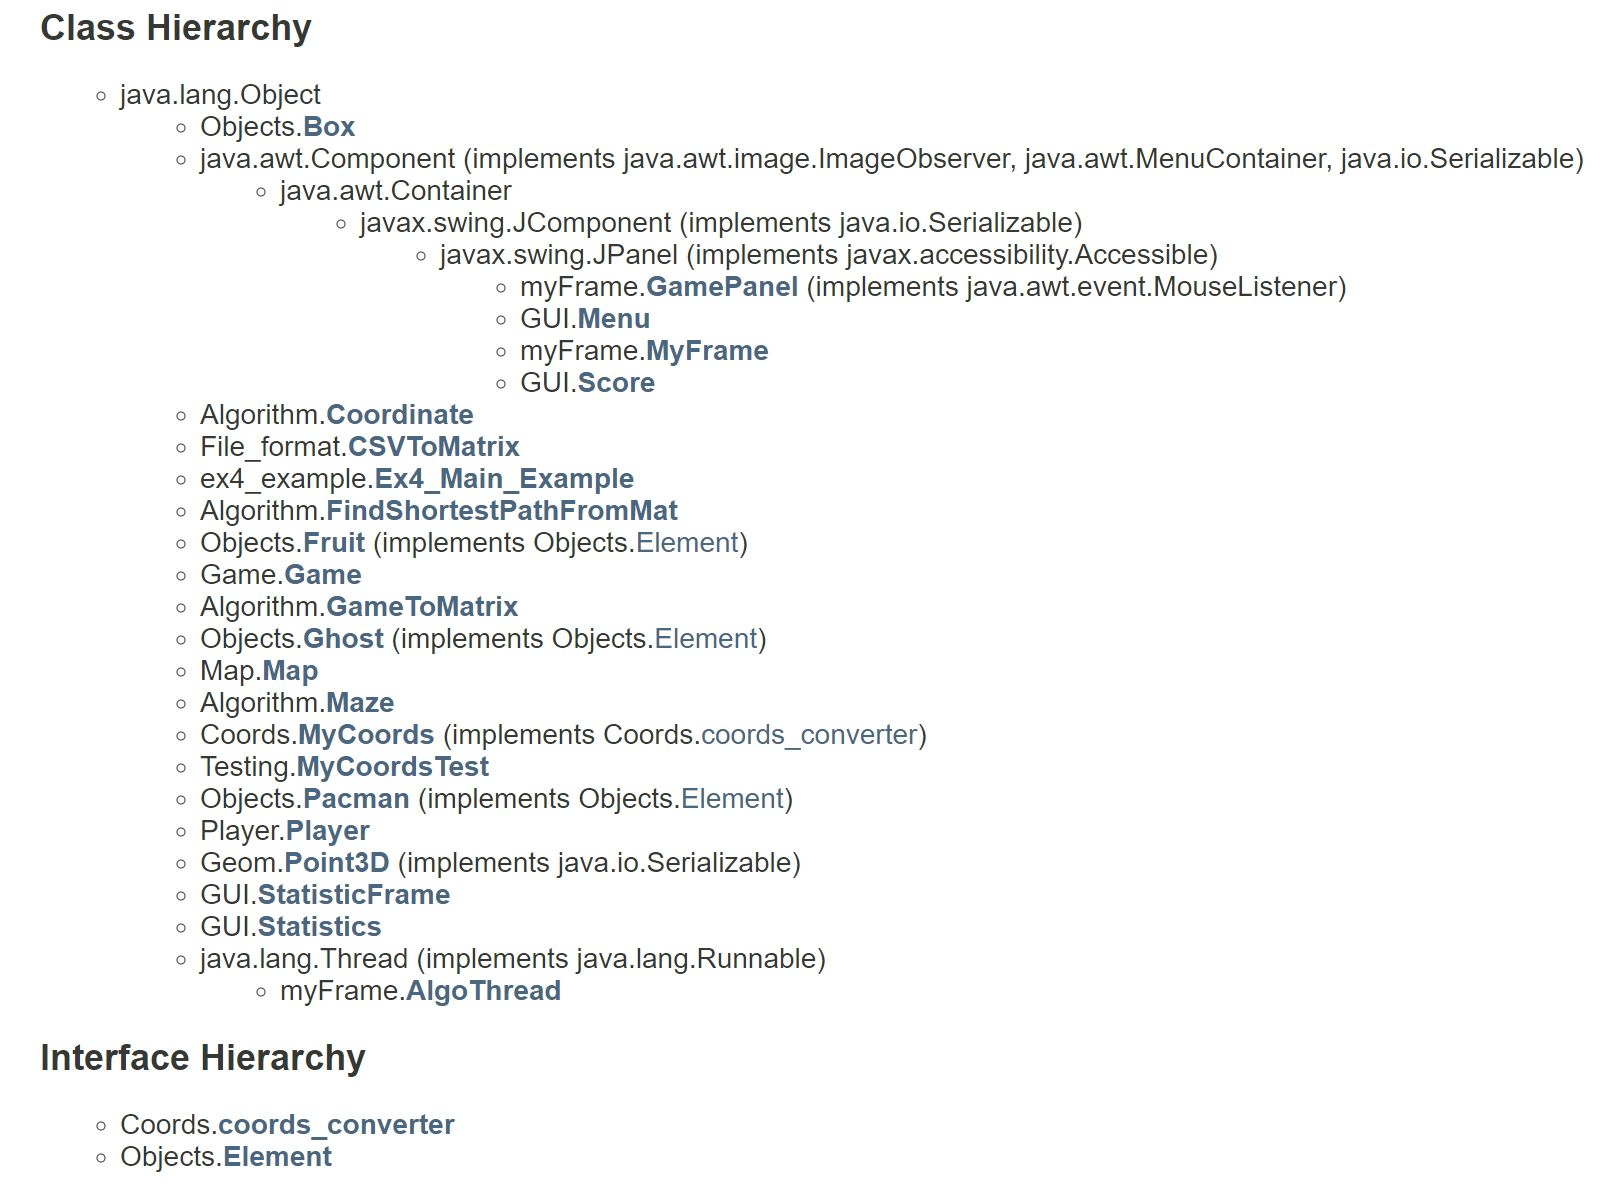 Class Hierarchy
java.lang.Object
Objects.Box
java.awt.Component (implements java.awt.image.ImageObserver, java.awt.MenuContainer, java.io.Serializable)
java.awt.Container
javax.swing.JComponent (implements java.io.Serializable)
javax.swing.JPanel (implements javax.accessibility.Accessible)
myFrame.GamePanel (implements java.awt.event.MouseListener)
GUI.Menu
myFrame.MyFrame
GUI.Score
Algorithm.Coordinate
File_format.CSVToMatrix
ex4_example.Ex4_Main_Example
Algorithm.FindShortestPathFromMat
Objects.Fruit (implements Objects.Element)
Game.Game
Algorithm.GameToMatrix
Objects.Ghost (implements Objects.Element)
Map.Map
Algorithm.Maze
Coords.MyCoords (implements Coords.coords_converter)
Testing.MyCoordsTest
Objects.Pacman (implements Objects.Element)
Player.Player
Geom.Point3D (implements java.io.Serializable)
GUI.StatisticFrame
GUI.Statistics
java.lang.Thread (implements java.lang.Runnable)
myFrame.AlgoThread
Interface Hierarchy
Coords.coords_converter
Objects.Element